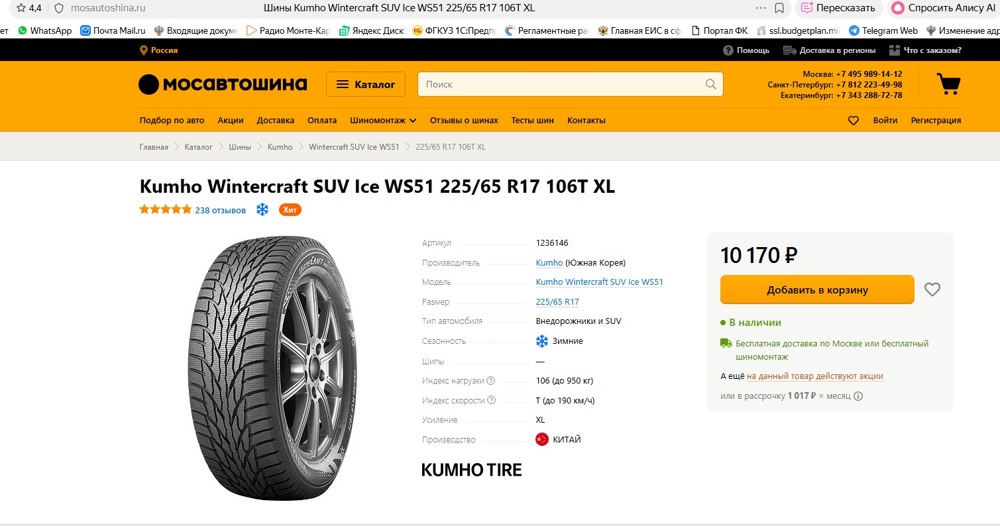 4,4 mosautoshina.ru Шины Kumho Wintercraft SUV Ice WS51 225/65 R17 106T XL Пересказать Спросить Алису AI
ет WhatsApp Почта Mail.ru Входящие докуме Радио Монте-Кар Яндекс Диск ФГКУЗ 1С:Предпр Регламентные ра Главная ЕИС в сф Портал ФК ssl.budgetplan.mi Telegram Web Изменение адр
Россия Помощь Доставка в регионы Что с заказом?
МОСАВТОШИНА Каталог Поиск
Москва: +7 495 989-14-12
Санкт-Петербург: +7 812 223-49-98
Екатеринбург: +7 343 288-72-78
Подбор по авто Акции Доставка Оплата Шиномонтаж Отзывы о шинах Тесты шин Контакты Войти Регистрация
Главная Каталог Шины Kumho Wintercraft SUV Ice WS51 225/65 R17 106T XL
Kumho Wintercraft SUV Ice WS51 225/65 R17 106T XL
238 отзывов Хит
Артикул 1236146
Производитель Kumho (Южная Корея)
Модель Kumho Wintercraft SUV Ice WS51
Размер 225/65 R17
Тип автомобиля Внедорожники и SUV
Сезонность Зимние
Шипы —
Индекс нагрузки ? 106 (до 950 кг)
Индекс скорости ? T (до 190 км/ч)
Усиление XL
Производство КИТАЙ
KUMHO TIRE
10 170 ₽
Добавить в корзину
В наличии
Бесплатная доставка по Москве или бесплатный
шиномонтаж
А ещё на данный товар действуют акции
или в рассрочку 1 017 ₽ × месяц